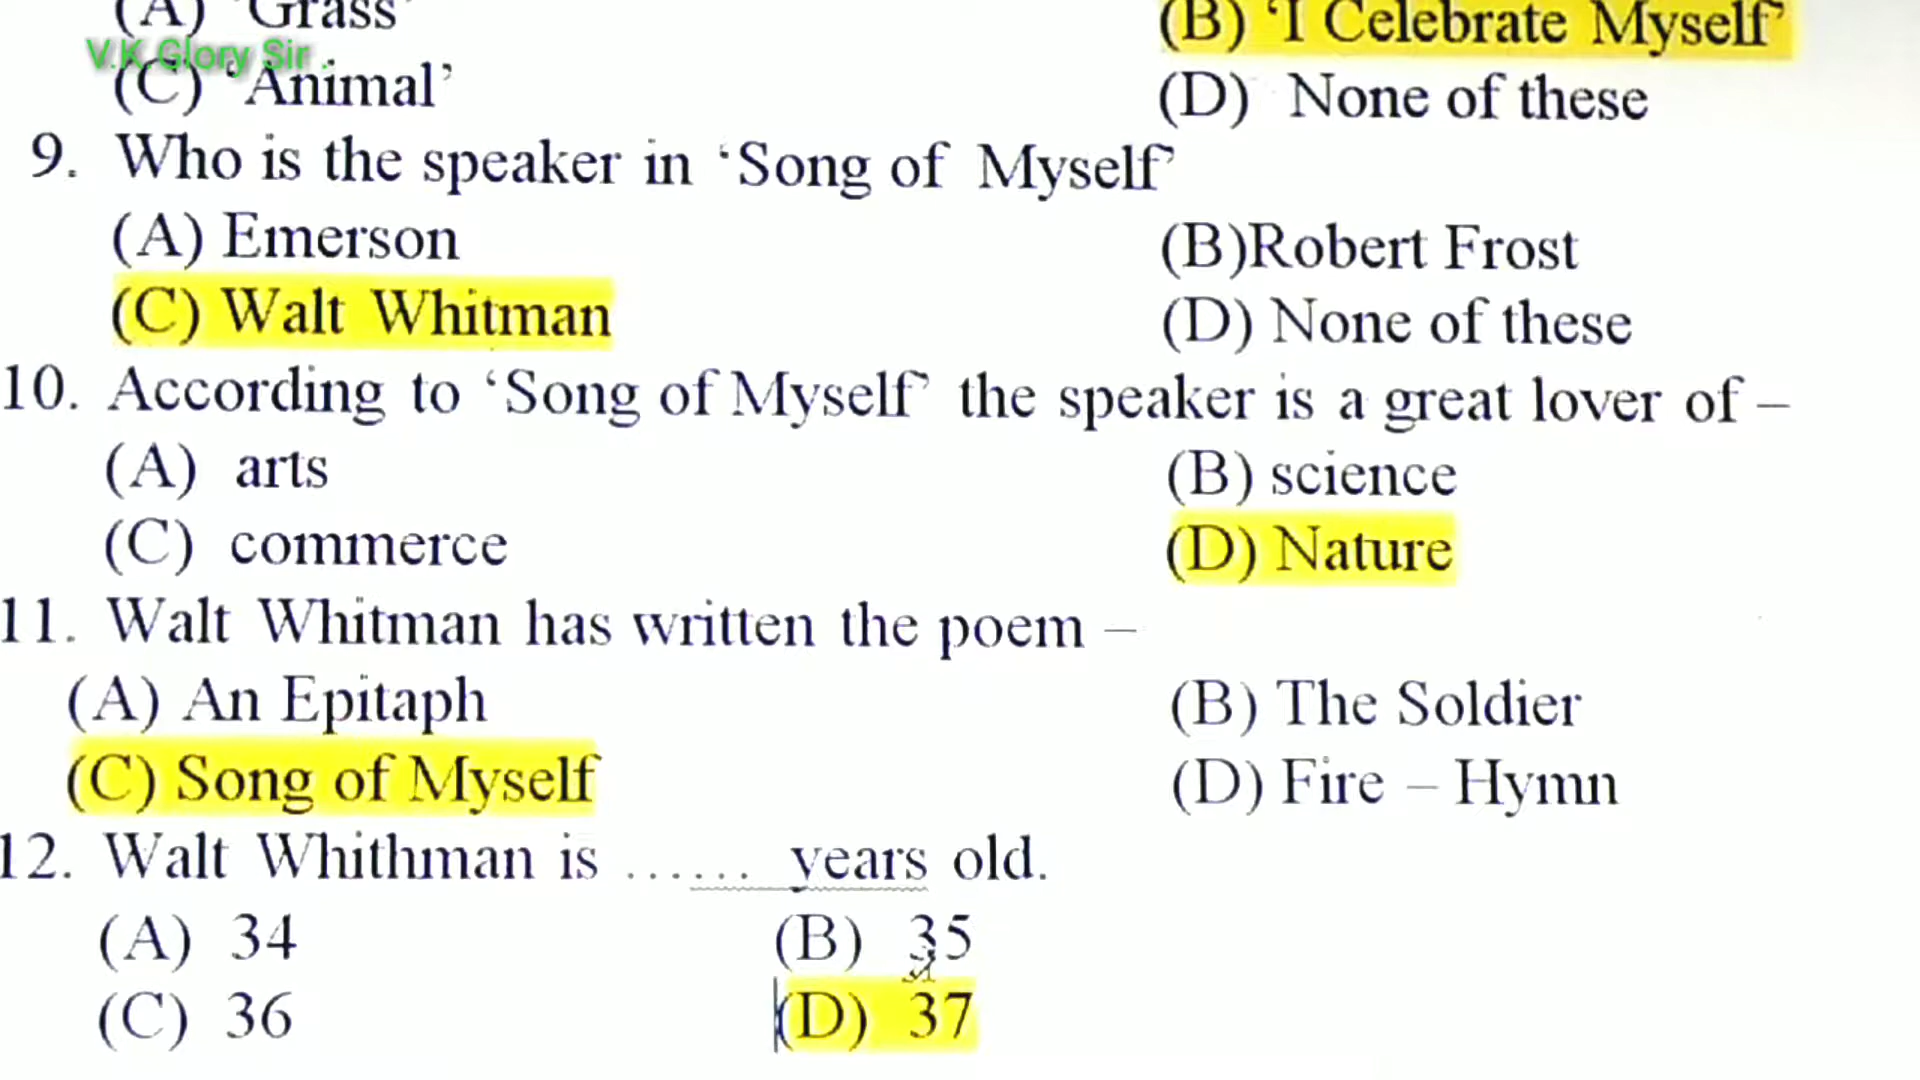 (A) 'Grass' (B) 'I Celebrate Myself'
V.K.Glory Sir .
(C) 'Animal' (D) None of these
9. Who is the speaker in 'Song of Myself'
(A) Emerson (B)Robert Frost
(C) Walt Whitman (D) None of these
10. According to 'Song of Myself' the speaker is a great lover of –
(A) arts (B) science
(C) commerce (D) Nature
11. Walt Whitman has written the poem –
(A) An Epitaph (B) The Soldier
(C) Song of Myself (D) Fire – Hymn
12. Walt Whithman is ...... years old.
(A) 34 (B) 35
(C) 36 (D) 37